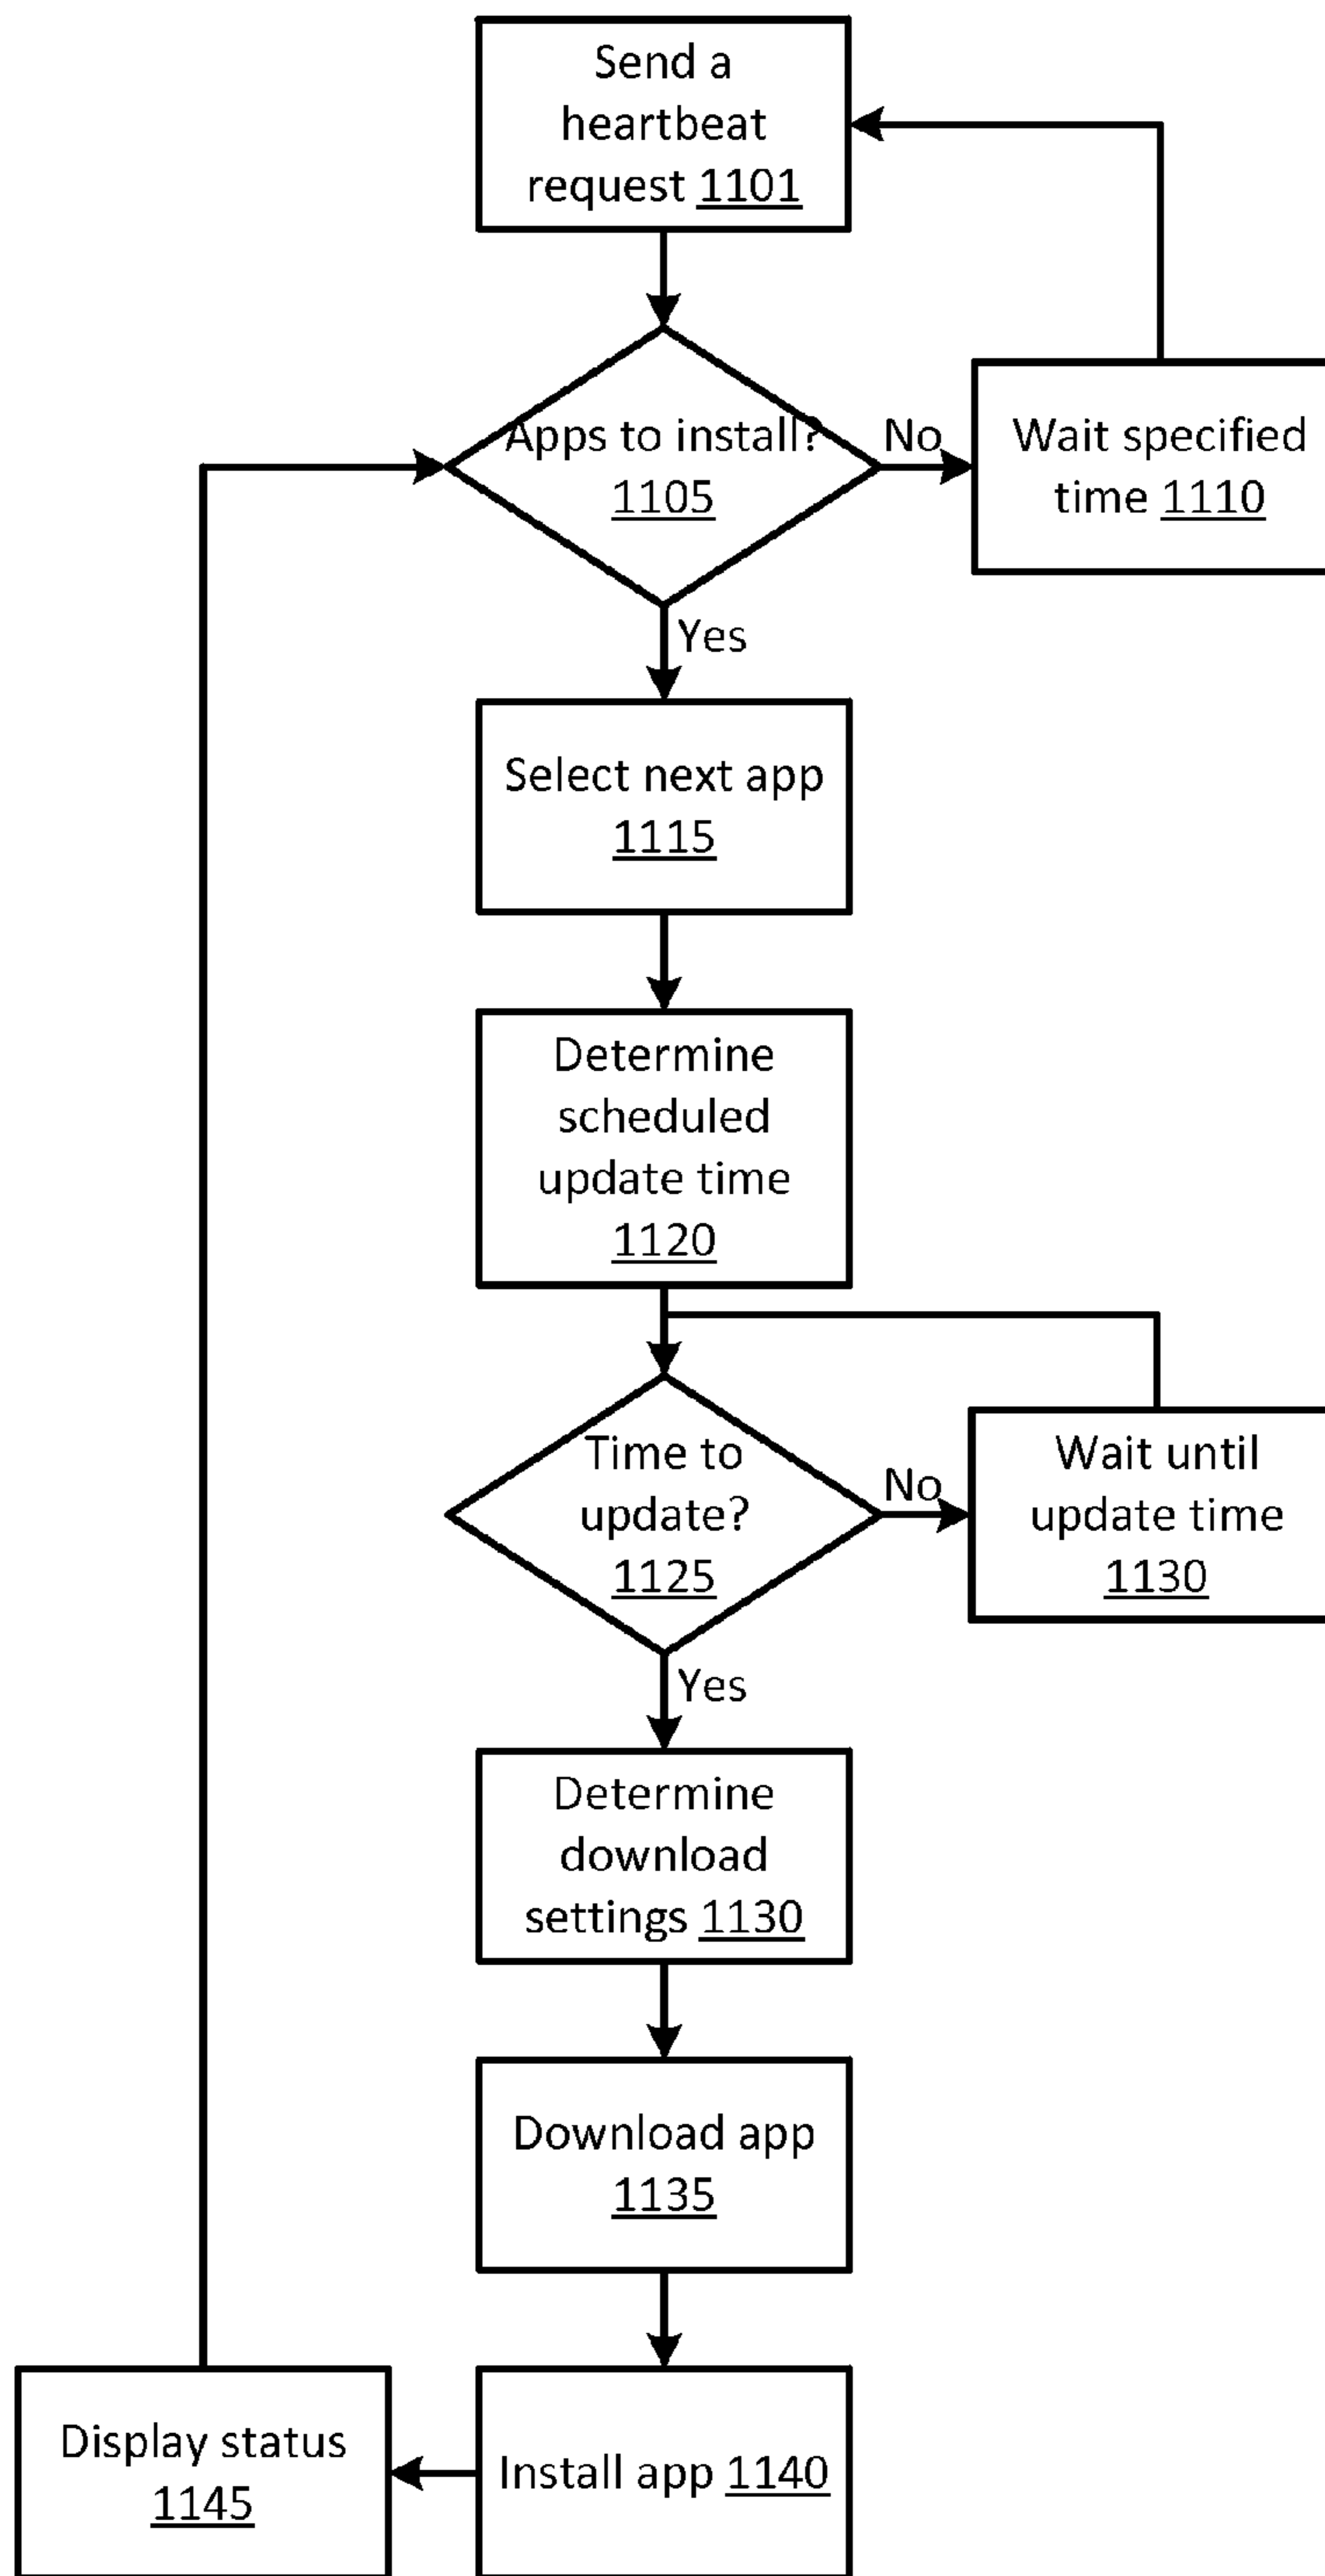 Send a
heartbeat
request 1101
Apps to install?
1105
No
Wait specified
time 1110
Yes
Select next app
1115
Determine
scheduled
update time
1120
Time to
update?
1125
No
Wait until
update time
1130
Yes
Determine
download
settings 1130
Download app
1135
Install app 1140
Display status
1145